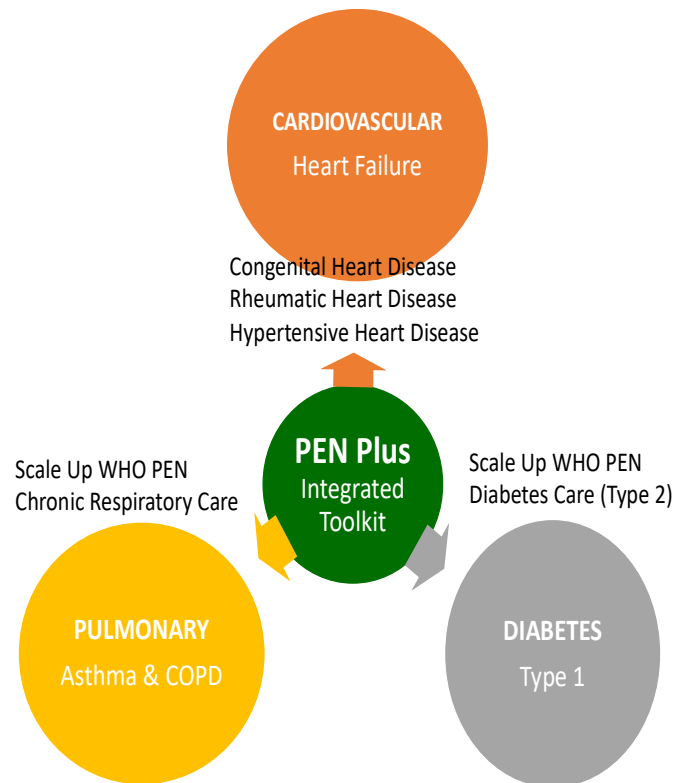 CARDIOVASCULAR
Heart Failure
Congenital Heart Disease
Rheumatic Heart Disease
Hypertensive Heart Disease
PEN Plus
Integrated
Toolkit
Scale Up WHO PEN
Chronic Respiratory Care
Scale Up WHO PEN
Diabetes Care (Type 2)
PULMONARY
Asthma & COPD
DIABETES
Type 1